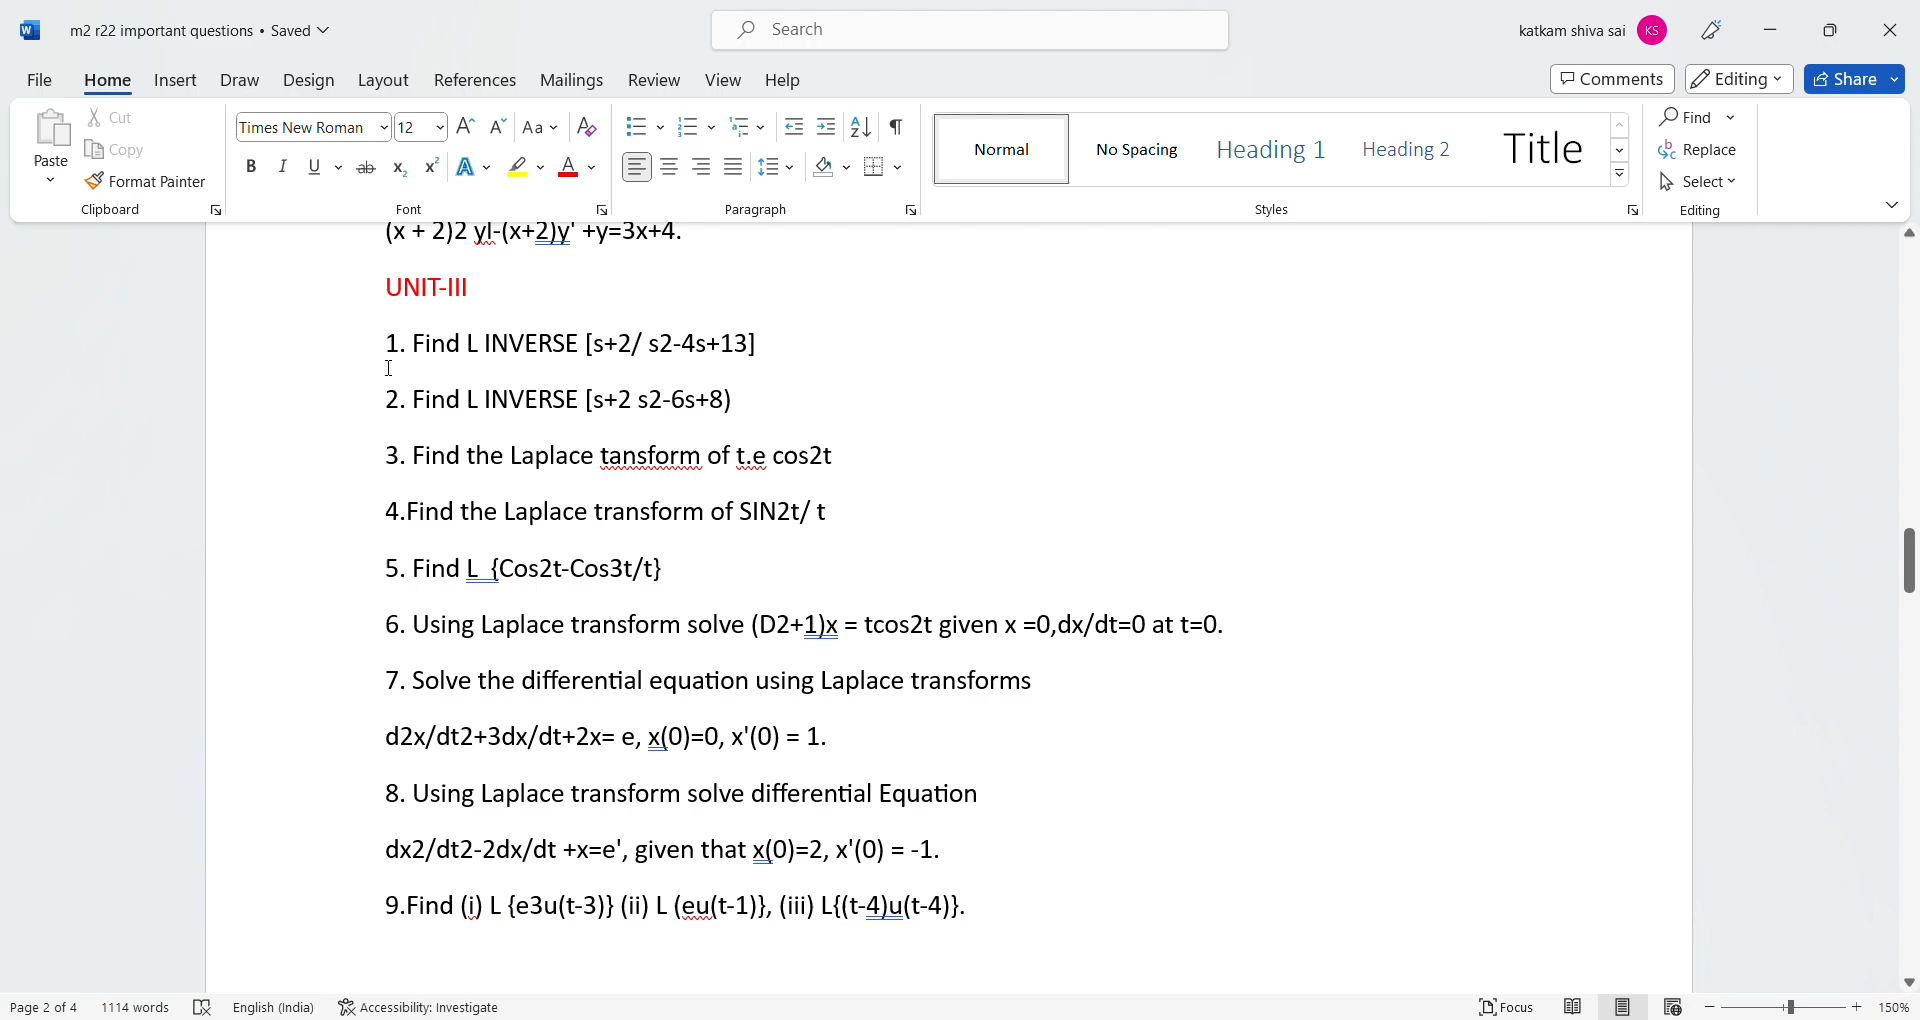 m2 r22 important questions • Saved
Search
katkam shiva sai KS
File Home Insert Draw Design Layout References Mailings Review View Help
Comments Editing Share
Paste
Cut
Copy
Format Painter
Clipboard
Times New Roman 12
Font
Paragraph
Normal No Spacing Heading 1 Heading 2 Title
Styles
Find
Replace
Select
Editing
(x + 2)2 yl-(x+2)y' +y=3x+4.
UNIT-III
1. Find L INVERSE [s+2/ s2-4s+13]
2. Find L INVERSE [s+2 s2-6s+8)
3. Find the Laplace tansform of t.e cos2t
4.Find the Laplace transform of SIN2t/ t
5. Find L {Cos2t-Cos3t/t}
6. Using Laplace transform solve (D2+1)x = tcos2t given x =0,dx/dt=0 at t=0.
7. Solve the differential equation using Laplace transforms
d2x/dt2+3dx/dt+2x= e, x(0)=0, x'(0) = 1.
8. Using Laplace transform solve differential Equation
dx2/dt2-2dx/dt +x=e', given that x(0)=2, x'(0) = -1.
9.Find (i) L {e3u(t-3)} (ii) L (eu(t-1)}, (iii) L{(t-4)u(t-4)}.
Page 2 of 4 1114 words English (India) Accessibility: Investigate Focus 150%